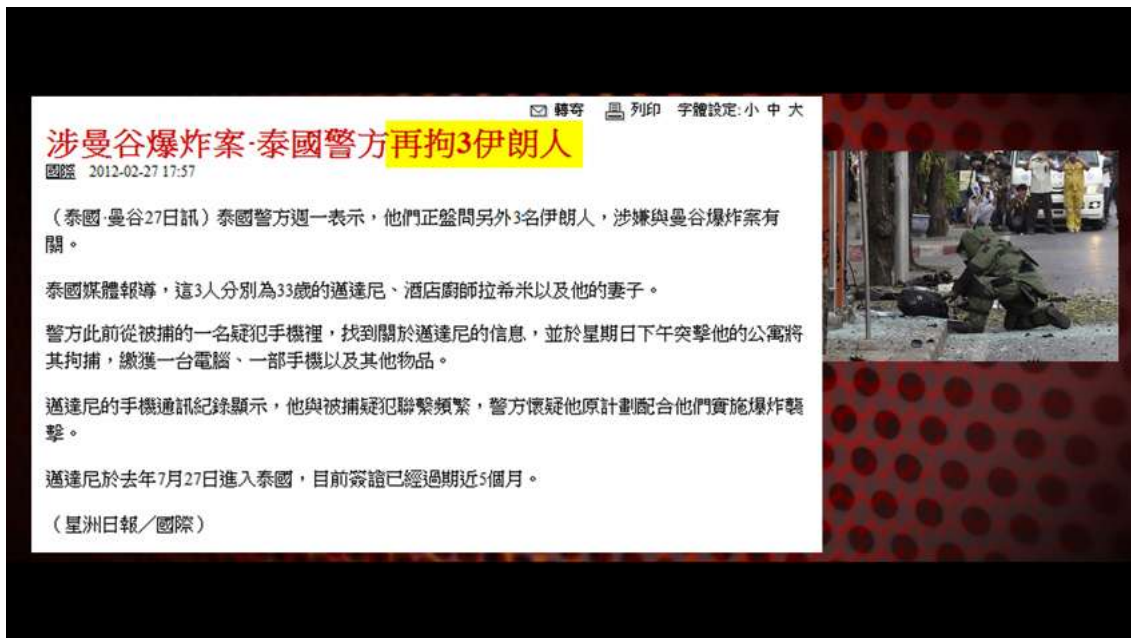 轉寄 列印 字體設定:小 中 大
涉曼谷爆炸案‧泰國警方再拘3伊朗人
國際 2012-02-27 17:57
（泰國‧曼谷27日訊）泰國警方週一表示，他們正盤問另外3名伊朗人，涉嫌與曼谷爆炸案有
關。
泰國媒體報導，這3人分別為33歲的邁達尼、酒店廚師拉希米以及他的妻子。
警方此前從被捕的一名疑犯手機裡，找到關於邁達尼的信息，並於星期日下午突擊他的公寓將
其拘捕，繳獲一台電腦、一部手機以及其他物品。
邁達尼的手機通訊紀錄顯示，他與被捕疑犯聯繫頻繁，警方懷疑他原計劃配合他們實施爆炸襲
擊。
邁達尼於去年7月27日進入泰國，目前簽證已經過期近5個月。
（星洲日報／國際）